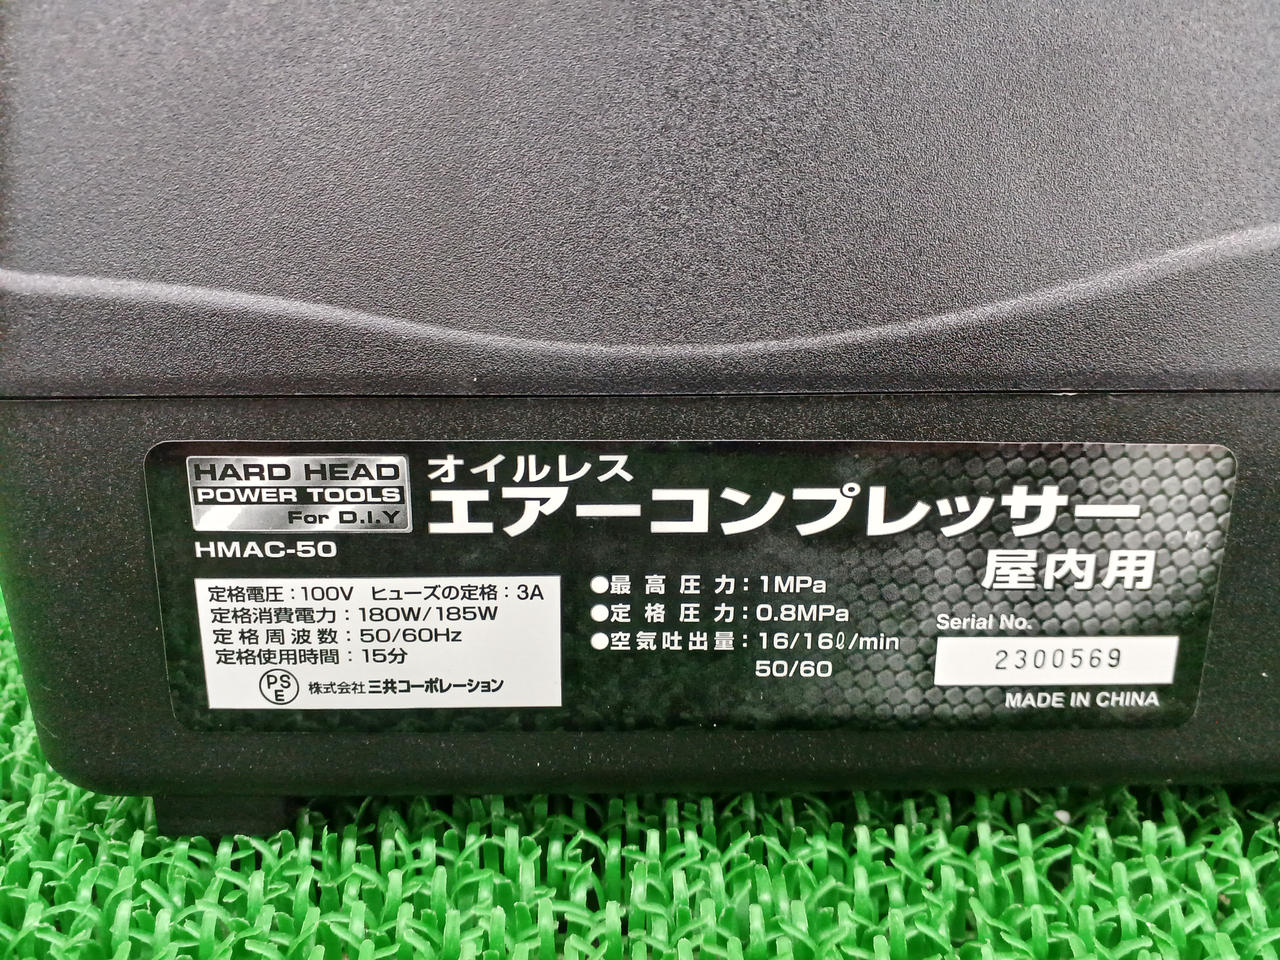 HARD HEAD
POWER TOOLS
For D.I.Y
HMAC-50
オイルレス
エアーコンプレッサー
屋内用
定格電圧：100V ヒューズの定格：3A
定格消費電力：180W/185W
定格周波数：50/60Hz
定格使用時間：15分
PS
E
株式会社 三共コーポレーション
●最高圧力：1MPa
●定格圧力：0.8MPa
●空気吐出量：16/16ℓ/min
50/60
Serial No.
2300569
MADE IN CHINA